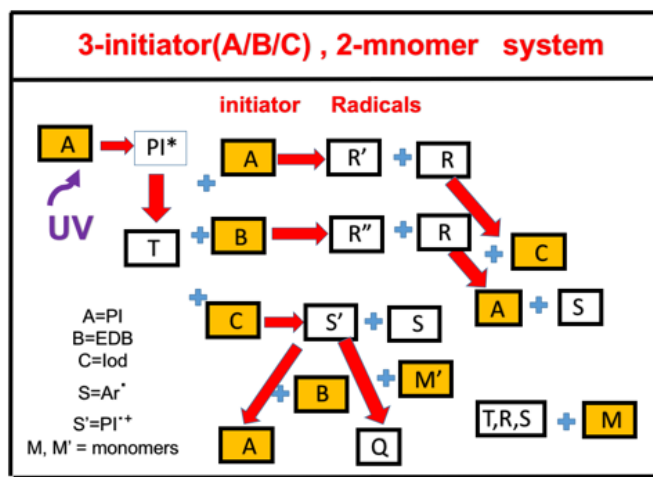 3-initiator(A/B/C) , 2-mnomer system
initiator Radicals
A PI* + A R' + R
UV
T + B R" + R + C
A + S
+ C S' + S
A=PI
B=EDB
C=Iod
S=Ar•
S'=PI•+
M, M' = monomers
+ B + M'
A Q
T,R,S + M